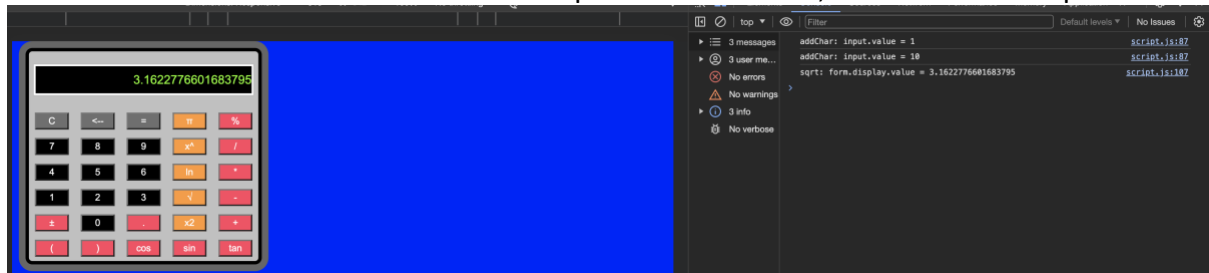 top ▼ Filter Default levels ▼ No Issues
3 messages
3 user me...
No errors
No warnings
3 info
No verbose
addChar: input.value = 1 script.js:87
addChar: input.value = 10 script.js:87
sqrt: form.display.value = 3.1622776601683795 script.js:107
3.1622776601683795
C <-- = π %
7 8 9 x^ /
4 5 6 ln *
1 2 3 √ -
± 0 . x2 +
( ) cos sin tan